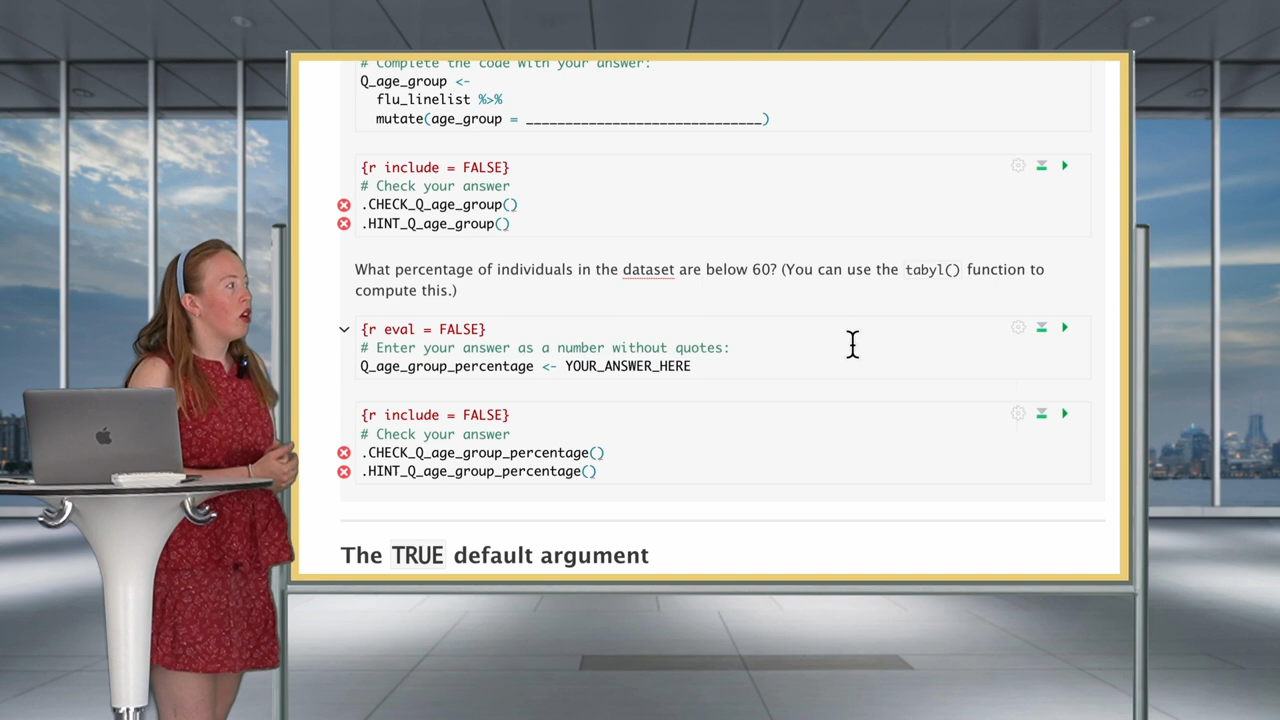 # Complete the code with your answer:
Q_age_group <-
flu_linelist %>%
mutate(age_group = ______________________________)
{r include = FALSE}
# Check your answer
.CHECK_Q_age_group()
.HINT_Q_age_group()
What percentage of individuals in the dataset are below 60? (You can use the tabyl() function to
compute this.)
{r eval = FALSE}
# Enter your answer as a number without quotes:
Q_age_group_percentage <- YOUR_ANSWER_HERE
{r include = FALSE}
# Check your answer
.CHECK_Q_age_group_percentage()
.HINT_Q_age_group_percentage()
The TRUE default argument